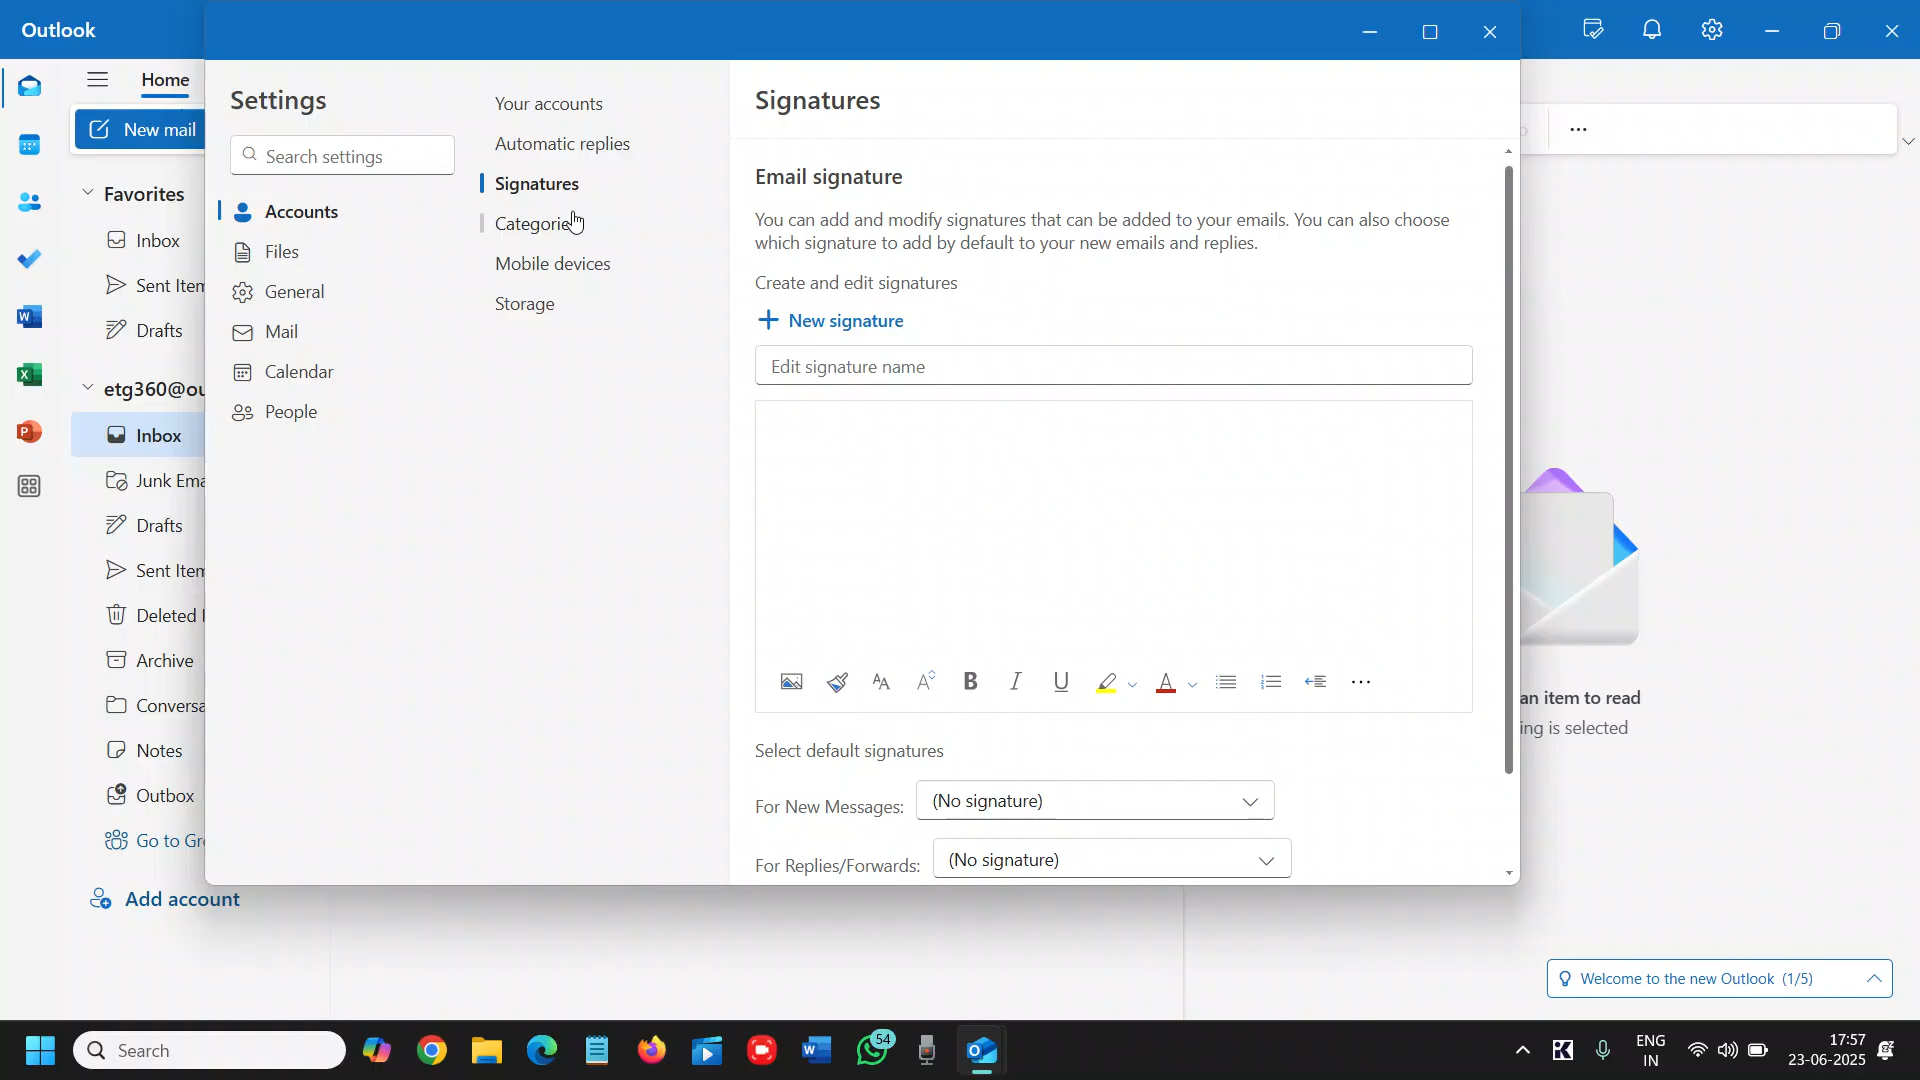 Outlook
Home
New mail
Favorites
Inbox
Sent Item
Drafts
etg360@ou
Inbox
Junk Ema
Drafts
Sent Item
Deleted I
Archive
Conversa
Notes
Outbox
Go to Gro
Add account
Settings
Search settings
Accounts
Files
General
Mail
Calendar
People
Your accounts
Automatic replies
Signatures
Categorie
Mobile devices
Storage
Signatures
Email signature
You can add and modify signatures that can be added to your emails. You can also choose
which signature to add by default to your new emails and replies.
Create and edit signatures
New signature
Edit signature name
Select default signatures
For New Messages: (No signature)
For Replies/Forwards: (No signature)
an item to read
ing is selected
Welcome to the new Outlook (1/5)
Search
54
ENG
IN
17:57
23-06-2025